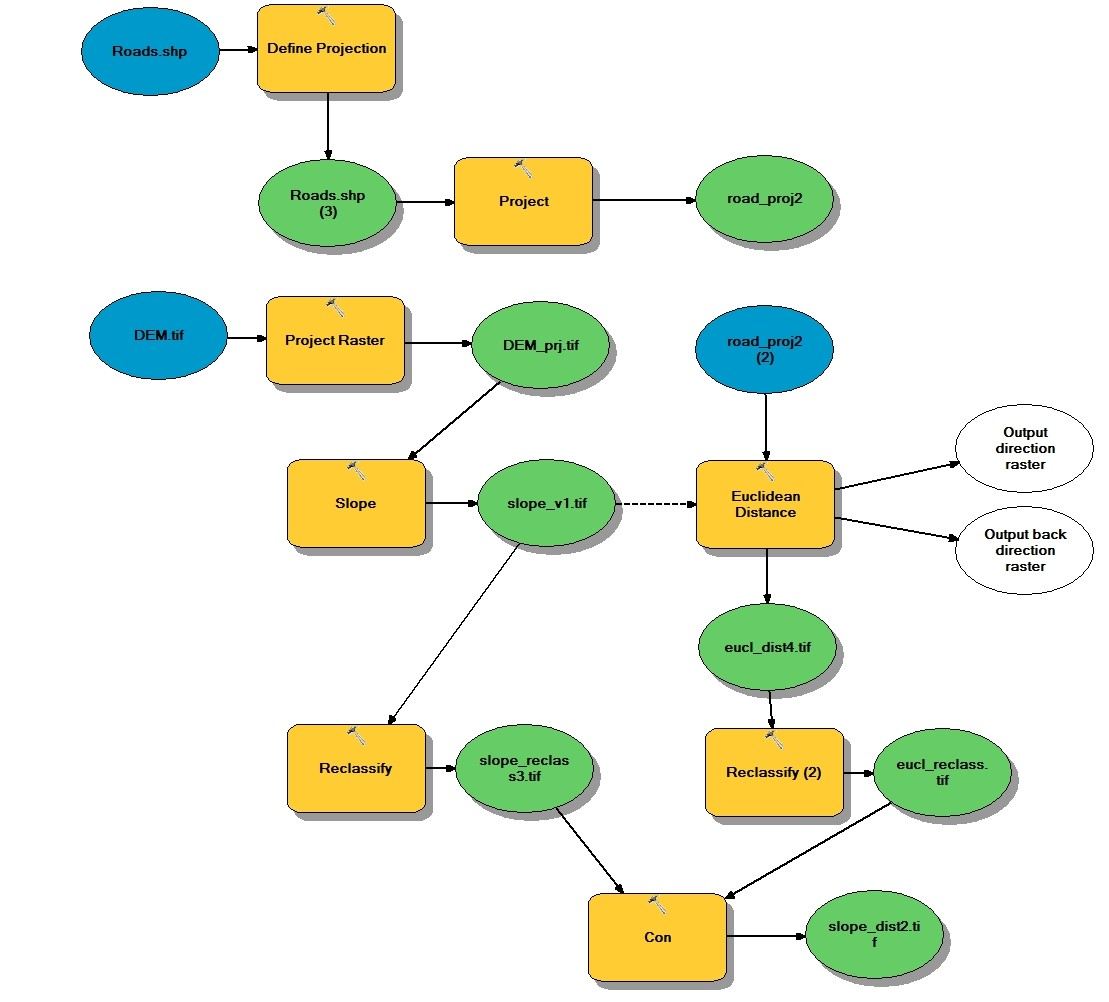 Roads.shp
Define Projection
Roads.shp
(3)
Project
road_proj2
DEM.tif
Project Raster
DEM_prj.tif
road_proj2
(2)
Output
direction
raster
Slope
slope_v1.tif
Euclidean
Distance
Output back
direction
raster
eucl_dist4.tif
Reclassify
slope_reclas
s3.tif
Reclassify (2)
eucl_reclass.
tif
Con
slope_dist2.ti
f